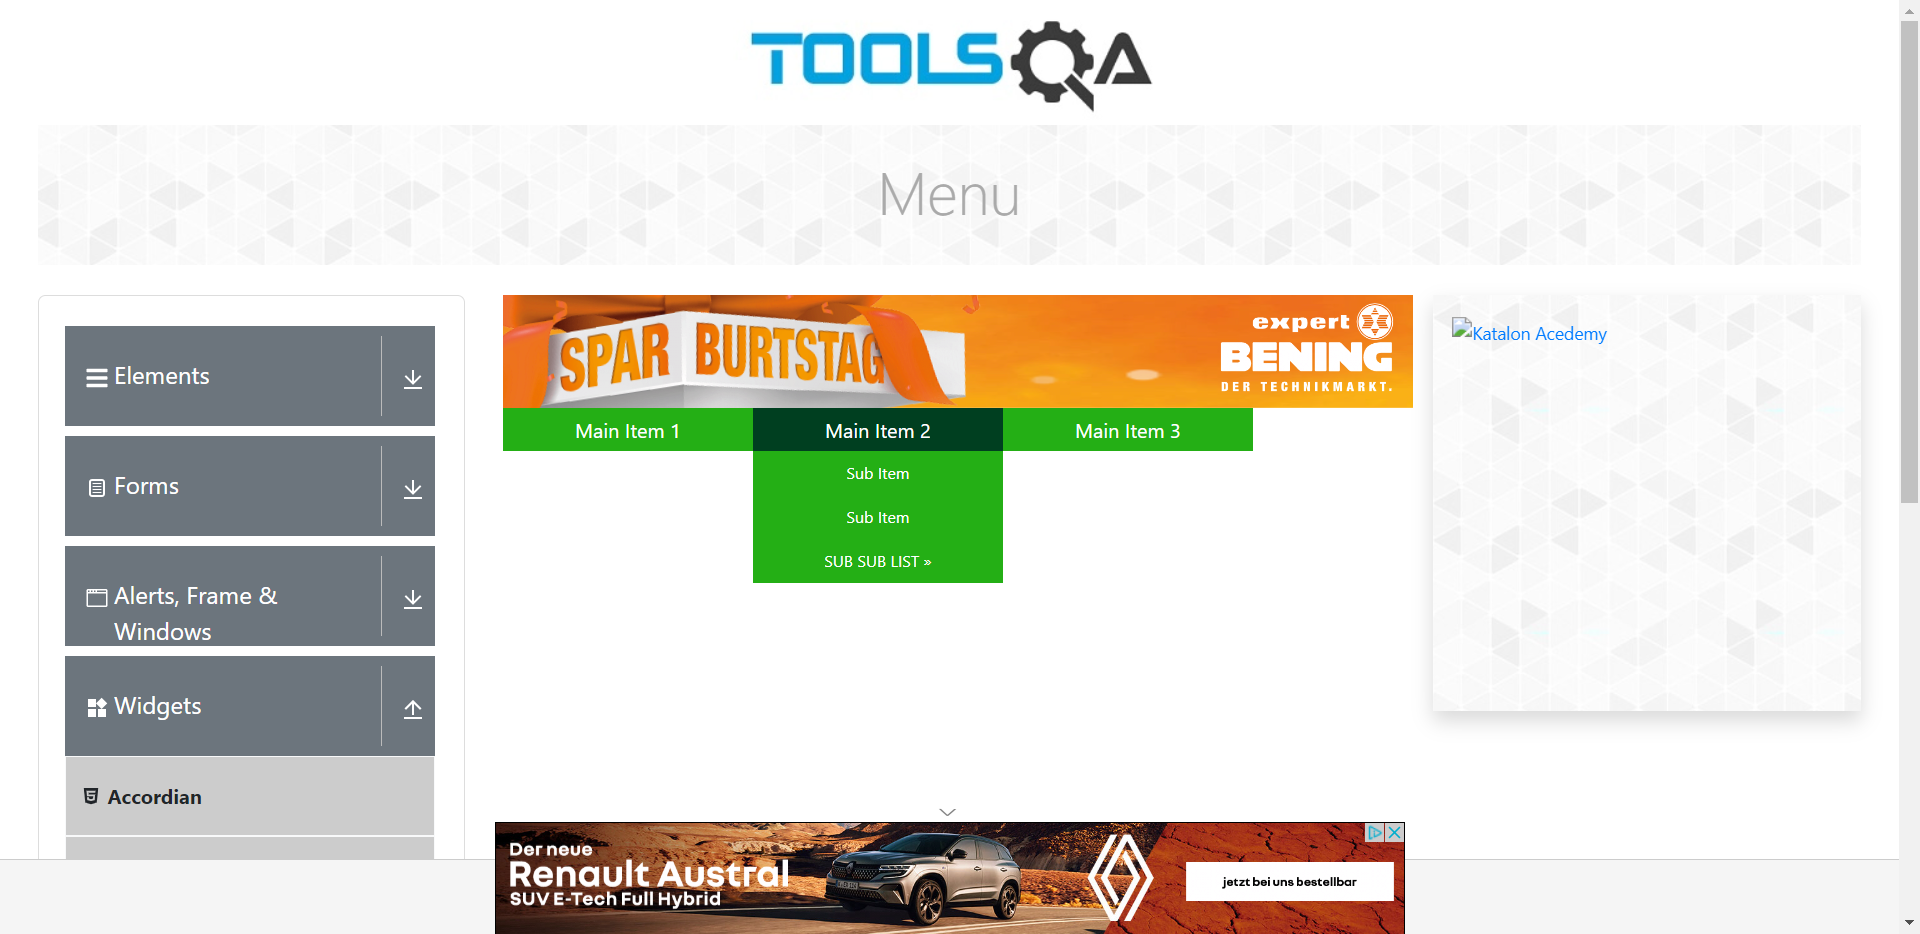 TOOLSQA
Menu
Elements
Forms
Alerts, Frame &
Windows
Widgets
Accordian
SPAR BURTSTAG
expert
BENING
DER TECHNIKMARKT.
Main Item 1
Main Item 2
Main Item 3
Sub Item
Sub Item
SUB SUB LIST »
Katalon Acedemy
Der neue
Renault Austral
SUV E-Tech Full Hybrid
jetzt bei uns bestellbar